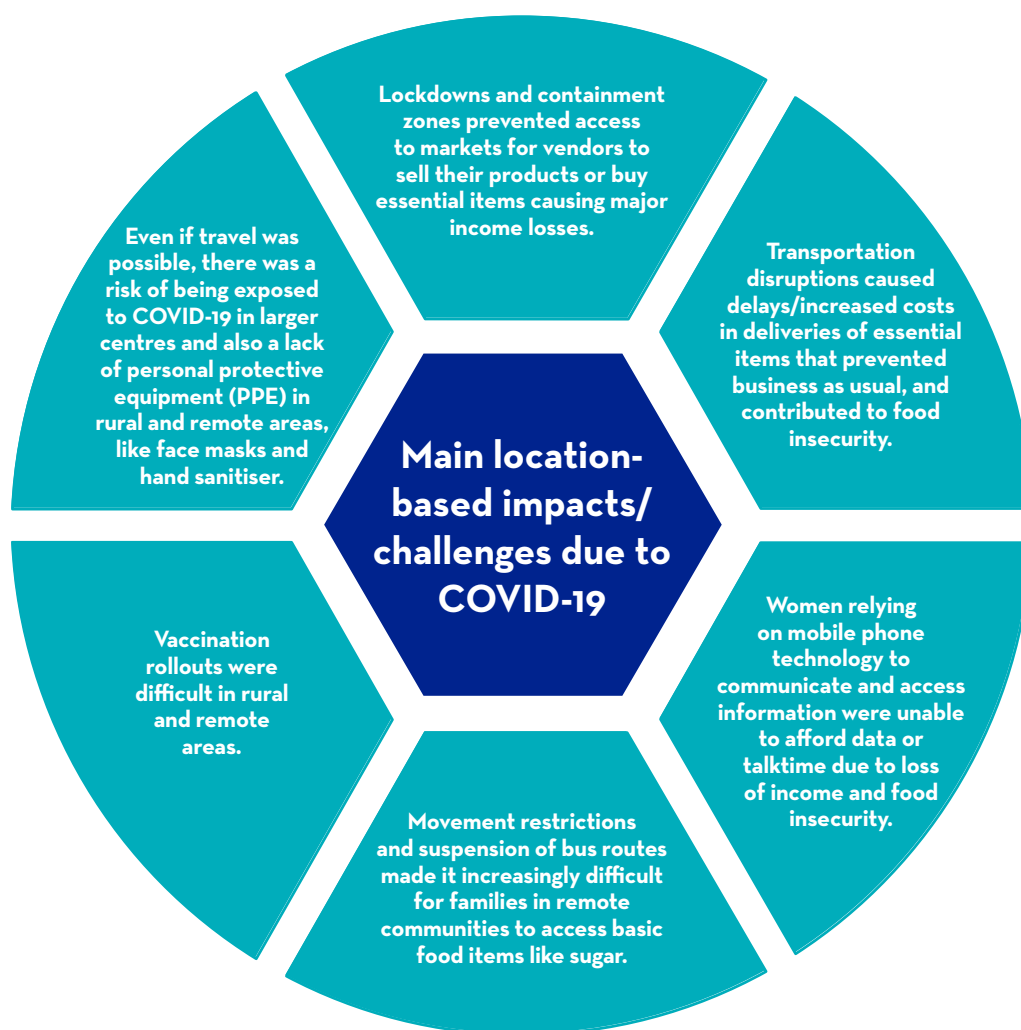 Lockdowns and containment
zones prevented access
to markets for vendors to
sell their products or buy
essential items causing major
income losses.
Transportation
disruptions caused
delays/increased costs
in deliveries of essential
items that prevented
business as usual, and
contributed to food
insecurity.
Women relying
on mobile phone
technology to
communicate and access
information were unable
to afford data or
talktime due to loss
of income and food
insecurity.
Movement restrictions
and suspension of bus routes
made it increasingly difficult
for families in remote
communities to access basic
food items like sugar.
Vaccination
rollouts were
difficult in rural
and remote
areas.
Even if travel was
possible, there was a
risk of being exposed
to COVID-19 in larger
centres and also a lack
of personal protective
equipment (PPE) in
rural and remote areas,
like face masks and
hand sanitiser.
Main location-
based impacts/
challenges due to
COVID-19